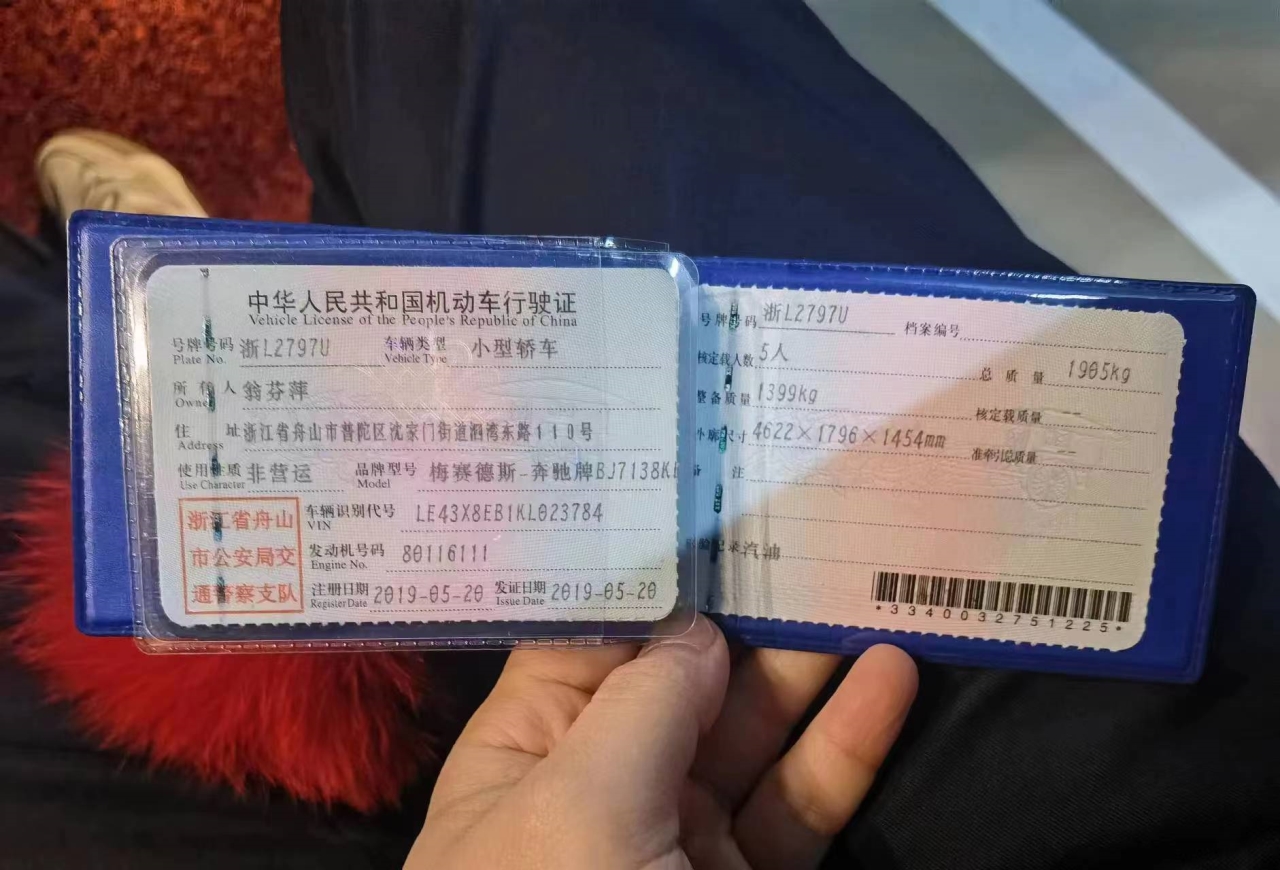 中华人民共和国机动车行驶证
Vehicle License of the People's Republic of China
号牌号码 浙L2797U 车辆类型 小型轿车
Plate No. Vehicle Type
所有人 翁芬萍
Owner
住址 浙江省舟山市普陀区沈家门街道泗湾东路110号
Address
使用性质 非营运 品牌型号 梅赛德斯-奔驰牌BJ7138K
Use Character Model
浙江省舟山
市公安局交
通警察支队
车辆识别代号 LE43X8EB1KL023784
VIN
发动机号码 80116111
Engine No.
注册日期 2019-05-20 发证日期 2019-05-20
Register Date Issue Date
号牌号码 浙L2797U 档案编号
核定载人数 5人 总质量 1905kg
整备质量 1399kg 核定载质量 --
外廓尺寸 4622×1796×1454mm 准牵引总质量 --
备注
检验记录 汽油
*3340032751225*